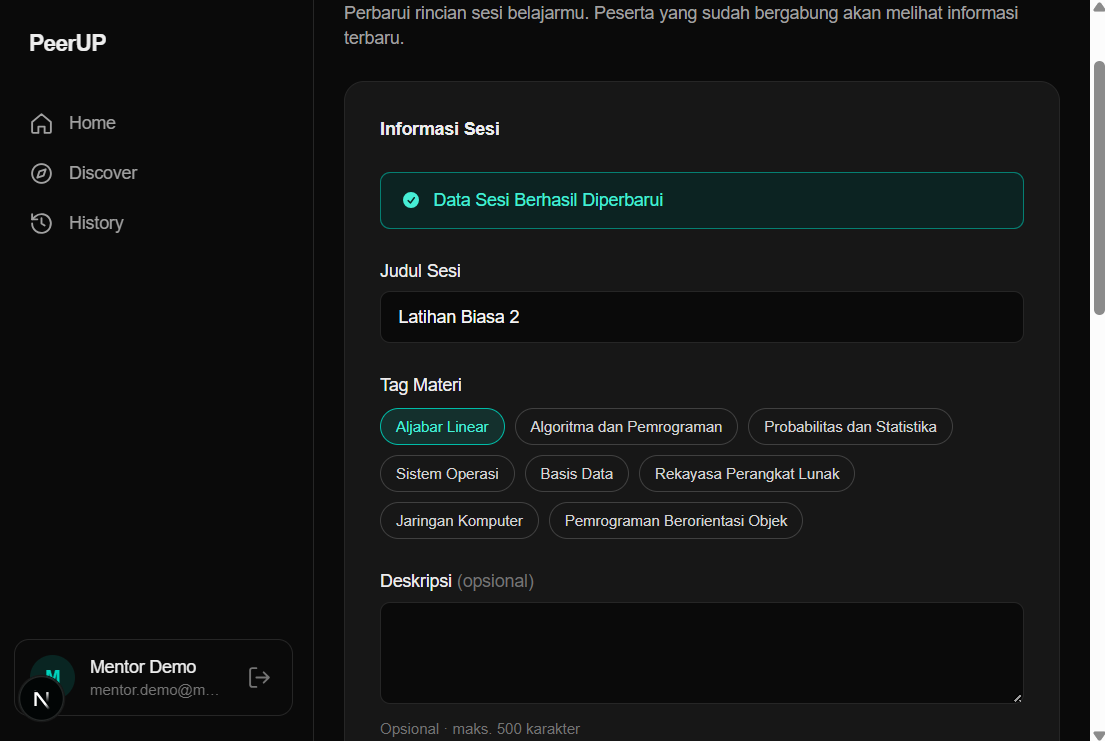 PeerUP
Home
Discover
History
Mentor Demo
mentor.demo@m...
M
N
Perbarui rincian sesi belajarmu. Peserta yang sudah bergabung akan melihat informasi
terbaru.
Informasi Sesi
Data Sesi Berhasil Diperbarui
Judul Sesi
Latihan Biasa 2
Tag Materi
Aljabar Linear
Algoritma dan Pemrograman
Probabilitas dan Statistika
Sistem Operasi
Basis Data
Rekayasa Perangkat Lunak
Jaringan Komputer
Pemrograman Berorientasi Objek
Deskripsi (opsional)
Opsional · maks. 500 karakter